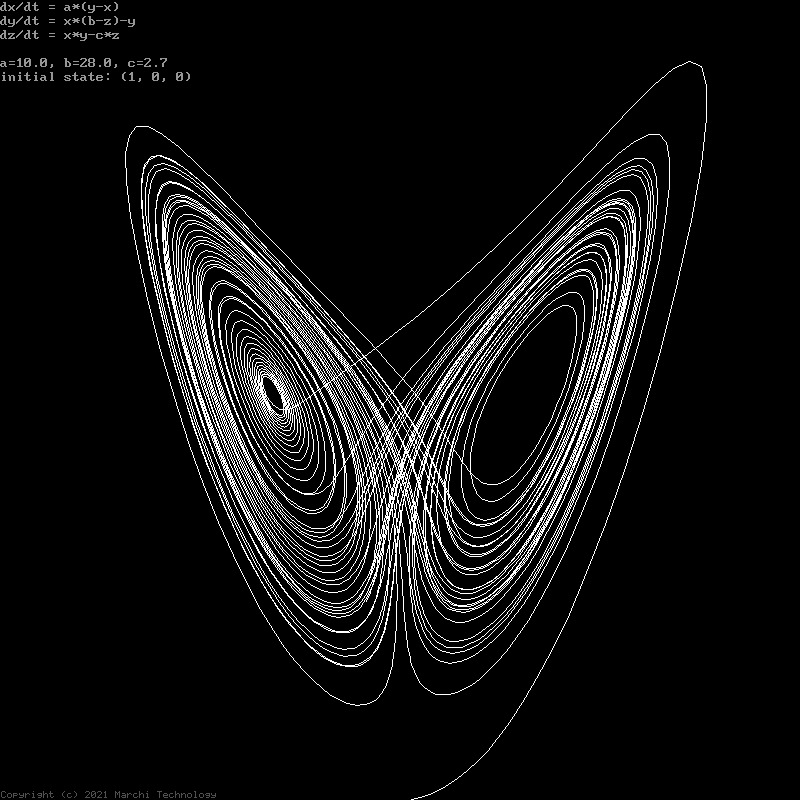 dx/dt = a*(y-x)
dy/dt = x*(b-z)-y
dz/dt = x*y-c*z
a=10.0, b=28.0, c=2.7
initial state: (1, 0, 0)
Copyright (c) 2021 Marchi Technology